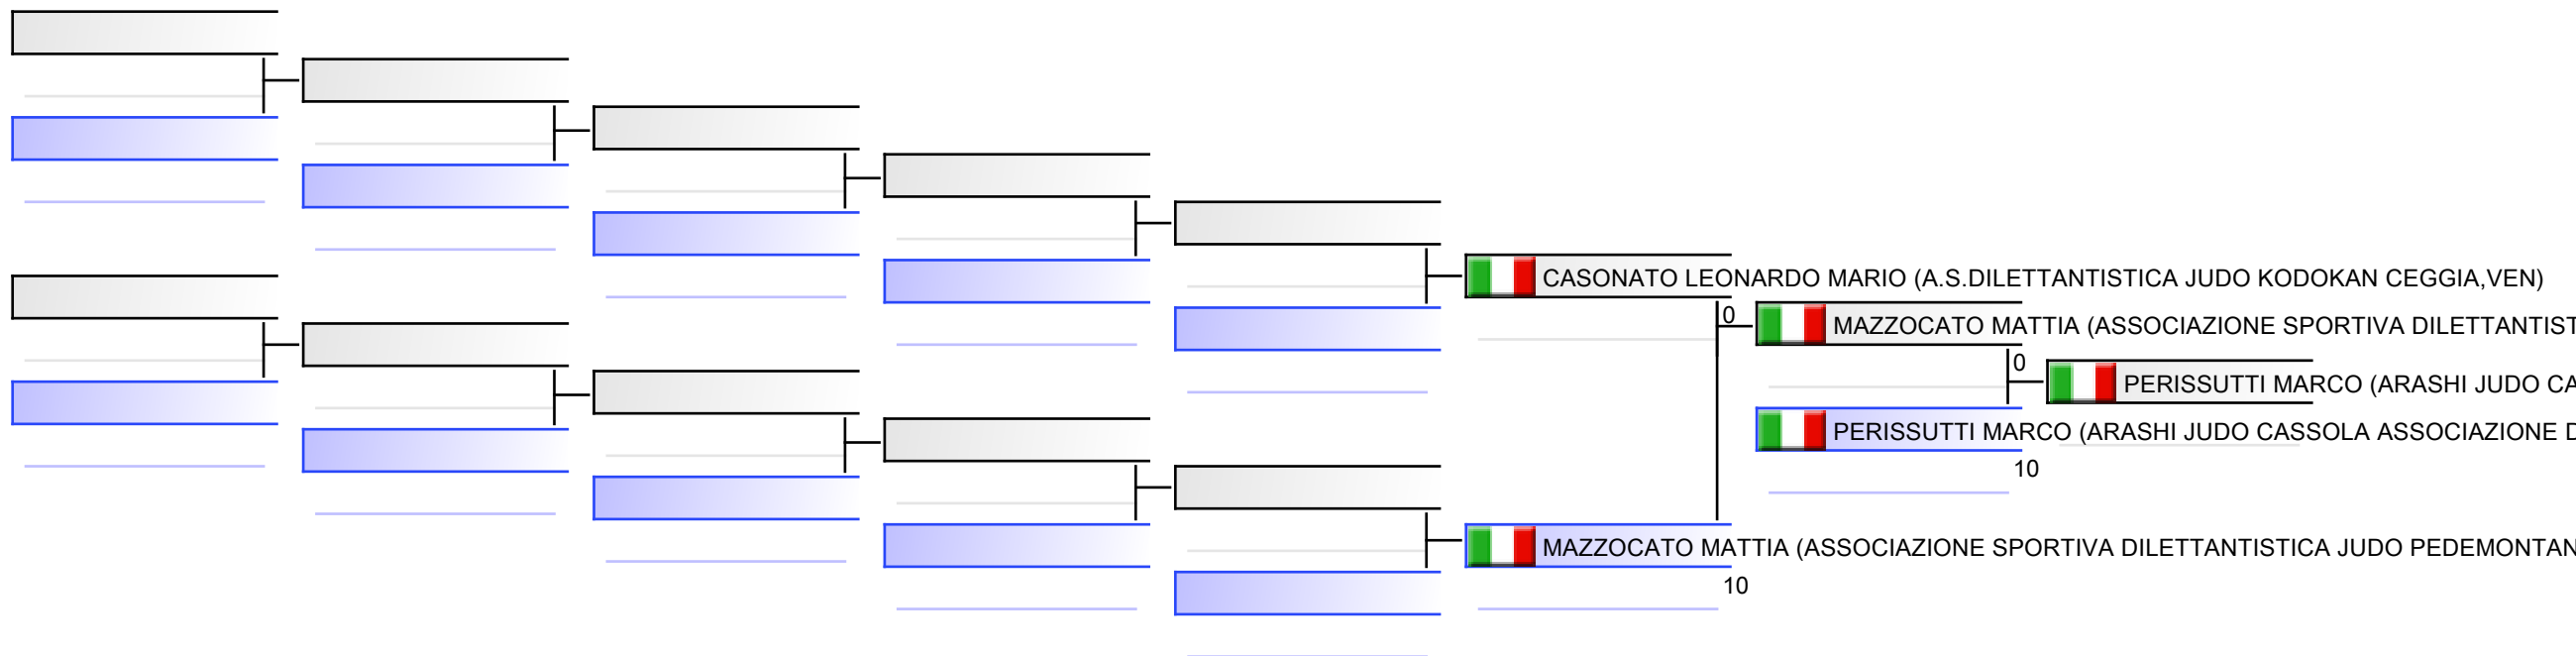 CASONATO LEONARDO MARIO (A.S.DILETTANTISTICA JUDO KODOKAN CEGGIA,VEN)
0
MAZZOCATO MATTIA (ASSOCIAZIONE SPORTIVA DILETTANTIST
0
PERISSUTTI MARCO (ARASHI JUDO CA
PERISSUTTI MARCO (ARASHI JUDO CASSOLA ASSOCIAZIONE D
10
MAZZOCATO MATTIA (ASSOCIAZIONE SPORTIVA DILETTANTISTICA JUDO PEDEMONTAN
10